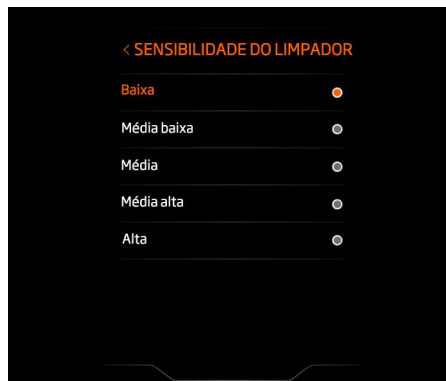 < SENSIBILIDADE DO LIMPADOR
Baixa
Média baixa
Média
Média alta
Alta